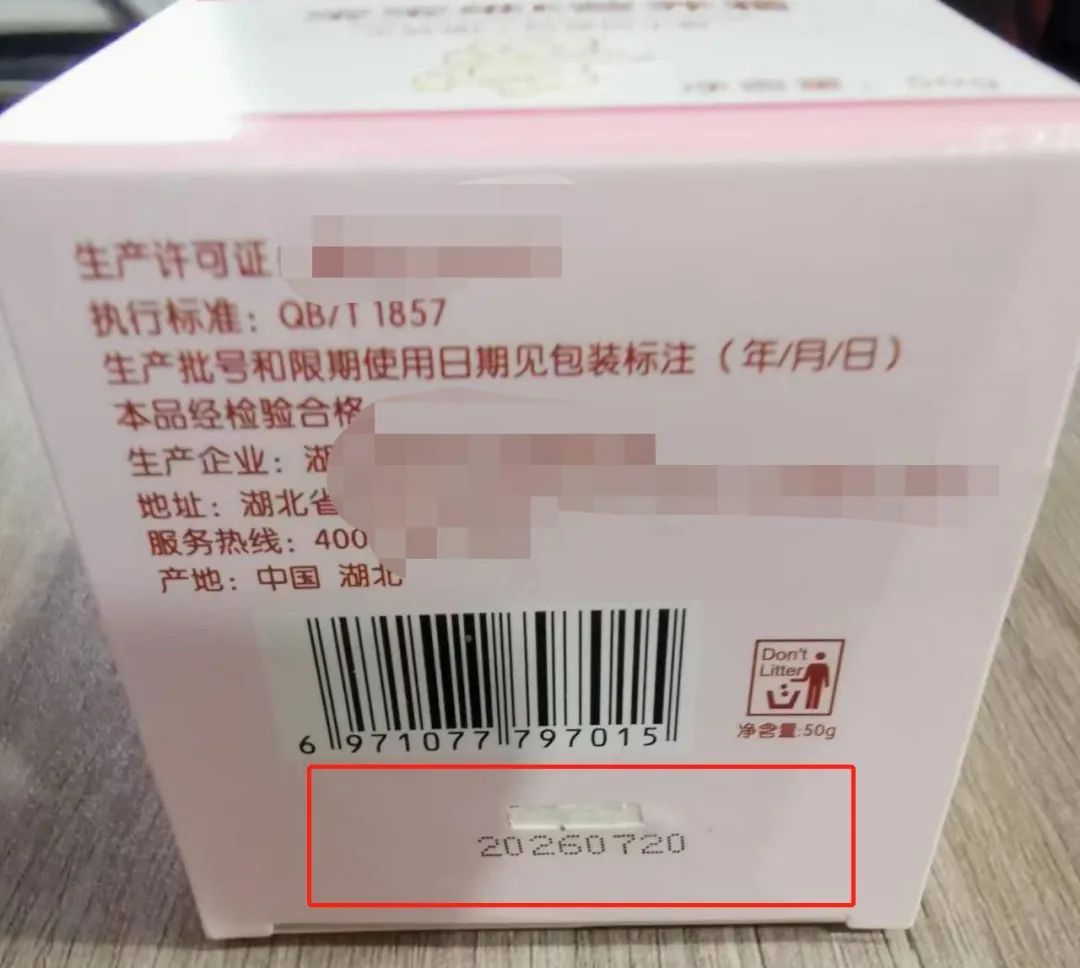 生产许可证
执行标准：QB/T 1857
生产批号和限期使用日期见包装标注（年/月/日）
本品经检验合格
生产企业：湖
地址：湖北省
服务热线：400
产地：中国 湖北
Don't
Litter
6 971077 797015
净含量:50g
20260720